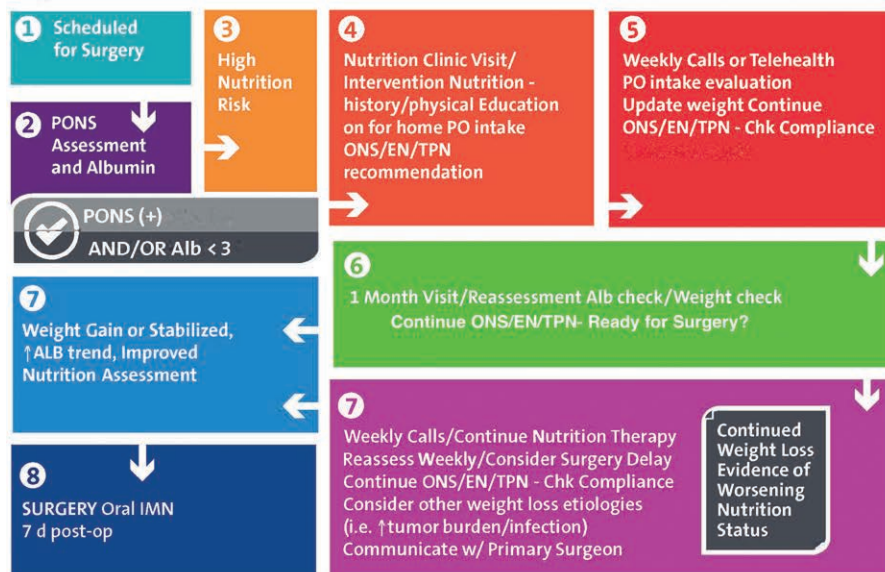 1 Scheduled
for Surgery
2 PONS
Assessment
and Albumin
PONS (+)
AND/OR Alb < 3
3
High
Nutrition
Risk
4
Nutrition Clinic Visit/
Intervention Nutrition -
history/physical Education
on for home PO intake
ONS/EN/TPN
recommendation
5
Weekly Calls or Telehealth
PO intake evaluation
Update weight Continue
ONS/EN/TPN - Chk Compliance
6
1 Month Visit/Reassessment Alb check/Weight check
Continue ONS/EN/TPN- Ready for Surgery?
7
Weight Gain or Stabilized,
↑ALB trend, Improved
Nutrition Assessment
7
Weekly Calls/Continue Nutrition Therapy
Reassess Weekly/Consider Surgery Delay
Continue ONS/EN/TPN - Chk Compliance
Consider other weight loss etiologies
(i.e. ↑tumor burden/infection)
Communicate w/ Primary Surgeon
Continued
Weight Loss
Evidence of
Worsening
Nutrition
Status
8
SURGERY Oral IMN
7 d post-op